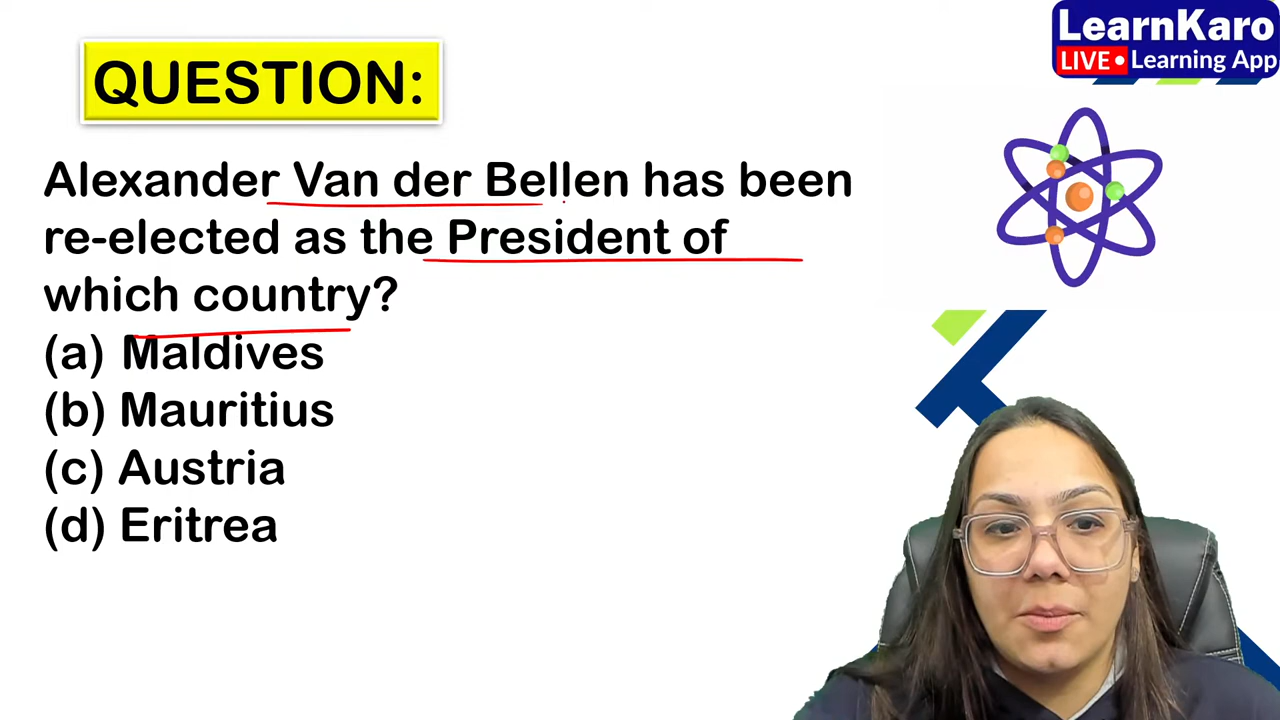 LearnKaro
LIVE • Learning App
QUESTION:
Alexander Van der Bellen has been
re-elected as the President of
which country?
(a) Maldives
(b) Mauritius
(c) Austria
(d) Eritrea